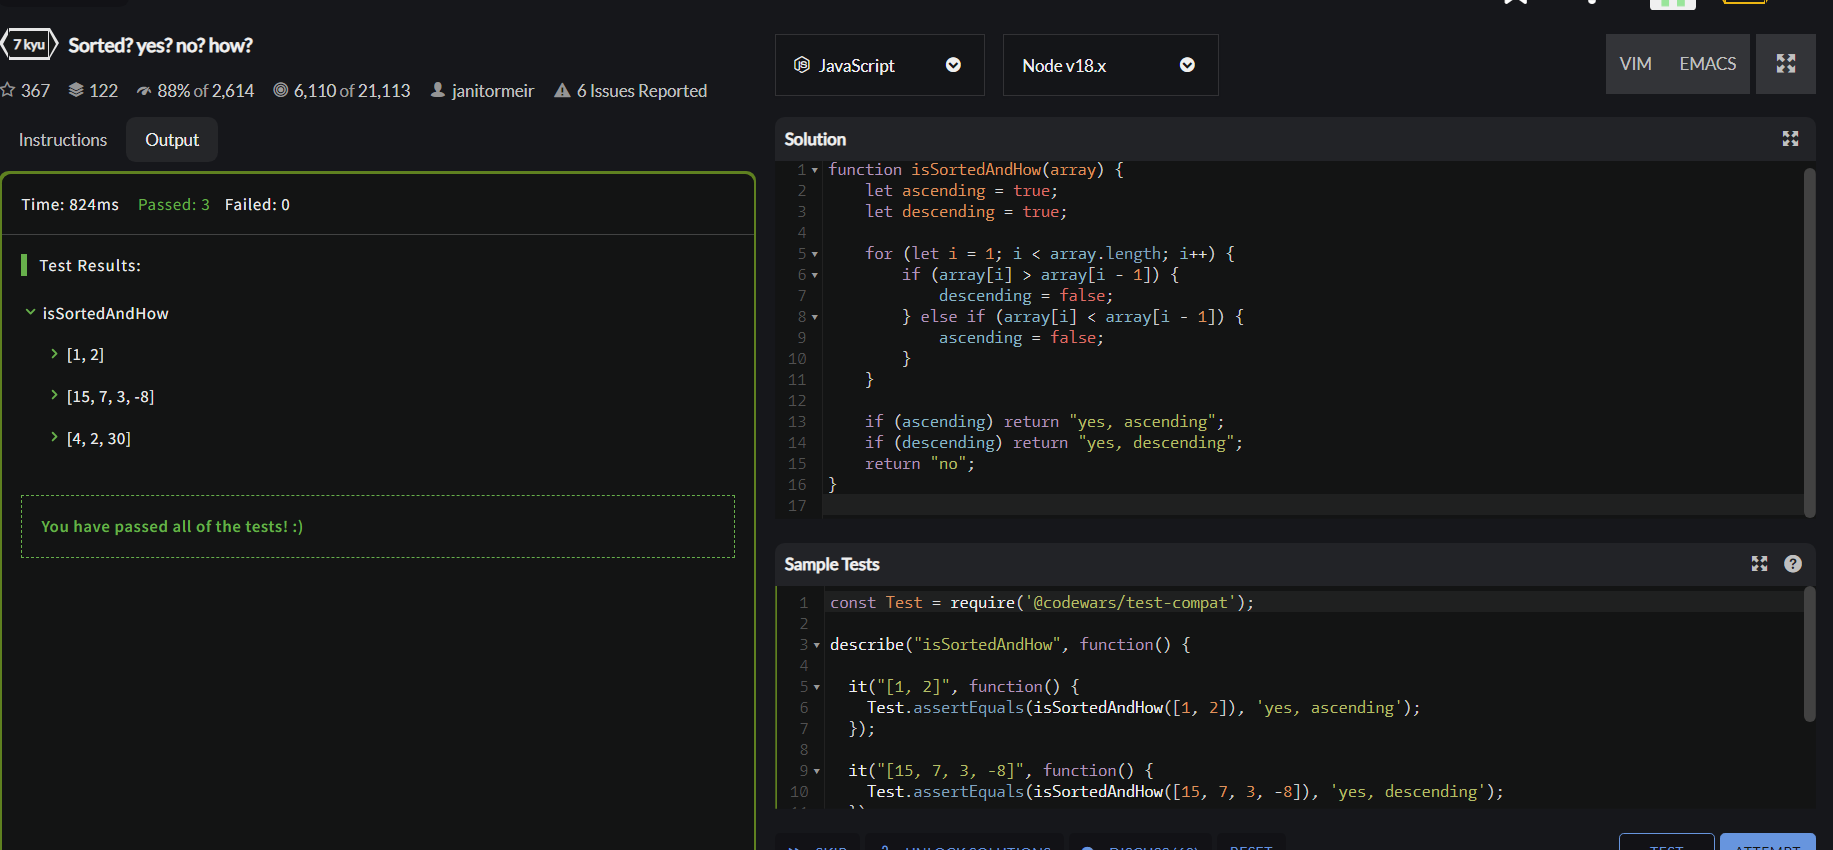 7 kyu
Sorted? yes? no? how?
367 122 88% of 2,614 6,110 of 21,113 janitormeir 6 Issues Reported
Instructions Output
Time: 824ms Passed: 3 Failed: 0
Test Results:
isSortedAndHow
[1, 2]
[15, 7, 3, -8]
[4, 2, 30]
You have passed all of the tests! :)
JavaScript
Node v18.x
VIM EMACS
Solution
1 function isSortedAndHow(array) {
2 let ascending = true;
3 let descending = true;
4
5 for (let i = 1; i < array.length; i++) {
6 if (array[i] > array[i - 1]) {
7 descending = false;
8 } else if (array[i] < array[i - 1]) {
9 ascending = false;
10 }
11 }
12
13 if (ascending) return "yes, ascending";
14 if (descending) return "yes, descending";
15 return "no";
16 }
17
Sample Tests
1 const Test = require('@codewars/test-compat');
2
3 describe("isSortedAndHow", function() {
4
5 it("[1, 2]", function() {
6 Test.assertEquals(isSortedAndHow([1, 2]), 'yes, ascending');
7 });
8
9 it("[15, 7, 3, -8]", function() {
10 Test.assertEquals(isSortedAndHow([15, 7, 3, -8]), 'yes, descending');
SKIP UNLOCK SOLUTIONS RESET TEST ATTEMPT